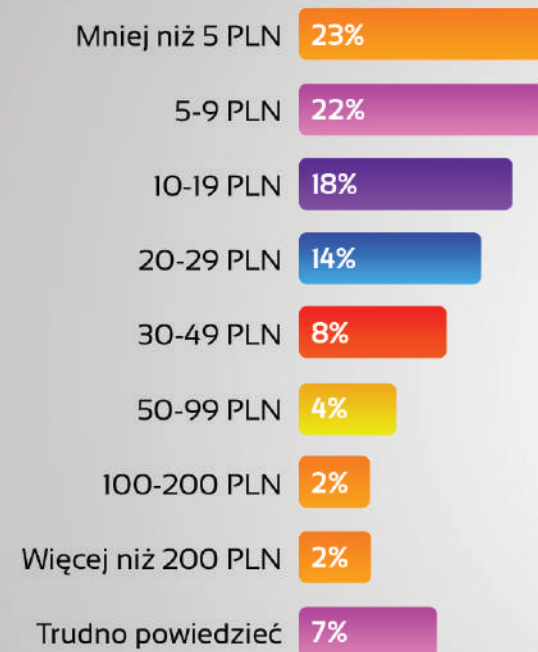 Mniej niż 5 PLN 23%
5-9 PLN 22%
10-19 PLN 18%
20-29 PLN 14%
30-49 PLN 8%
50-99 PLN 4%
100-200 PLN 2%
Więcej niż 200 PLN 2%
Trudno powiedzieć 7%